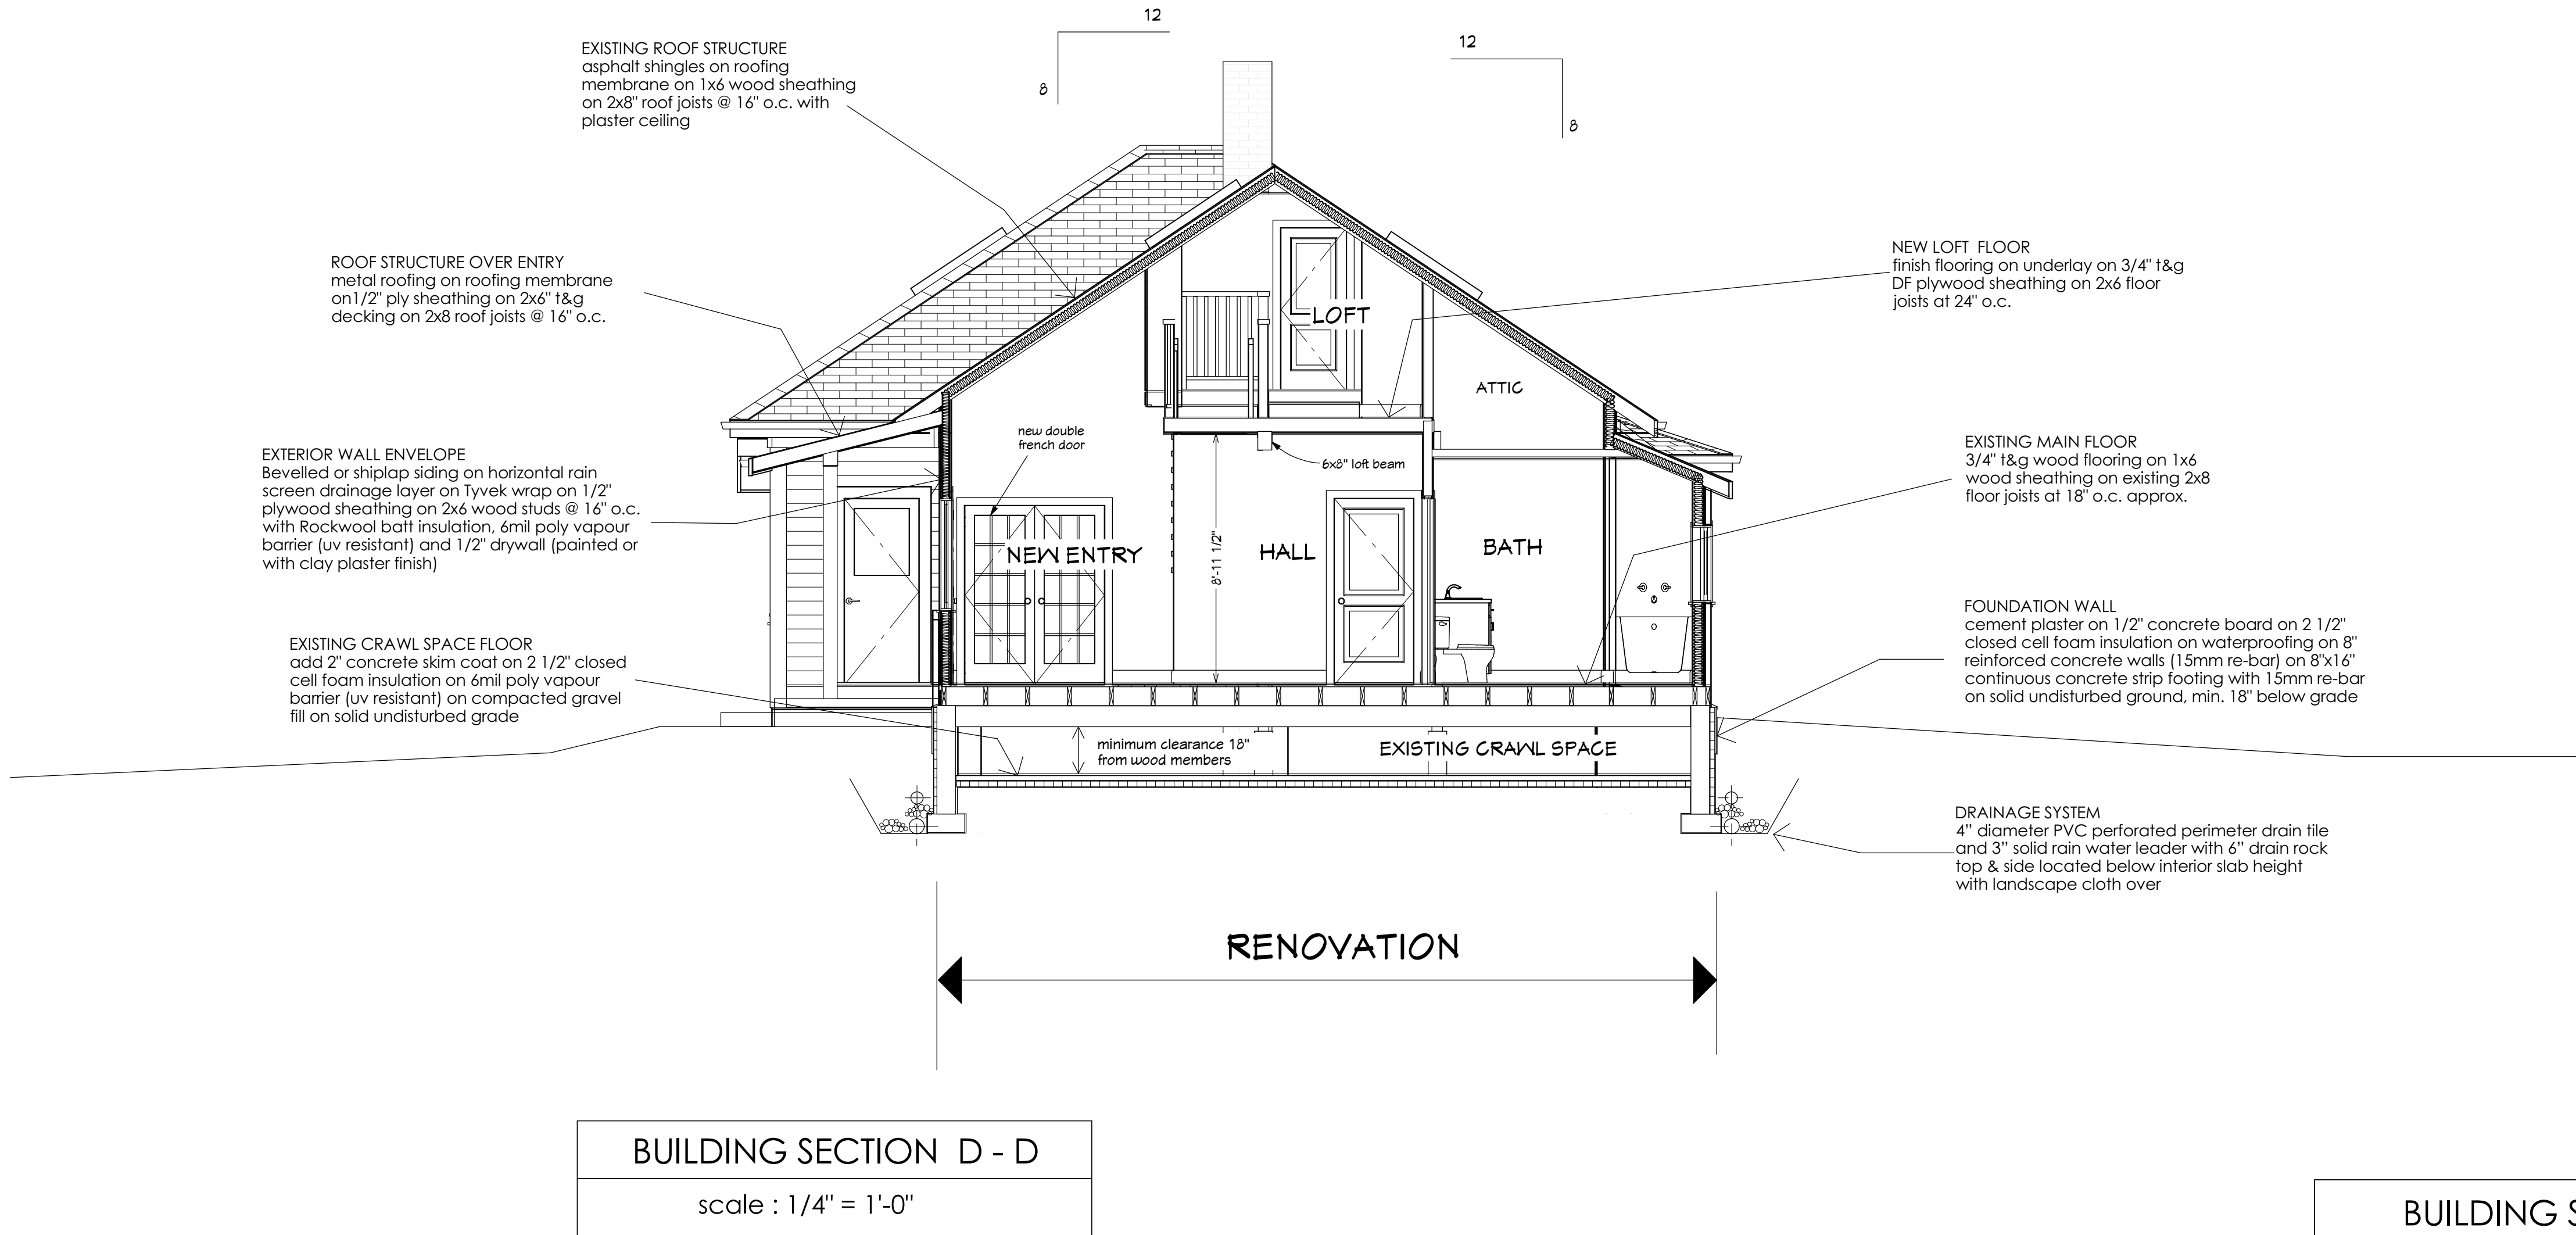 12
8
12
8
EXISTING ROOF STRUCTURE
asphalt shingles on roofing
membrane on 1x6 wood sheathing
on 2x8" roof joists @ 16" o.c. with
plaster ceiling
ROOF STRUCTURE OVER ENTRY
metal roofing on roofing membrane
on1/2" ply sheathing on 2x6" t&g
decking on 2x8 roof joists @ 16" o.c.
EXTERIOR WALL ENVELOPE
Bevelled or shiplap siding on horizontal rain
screen drainage layer on Tyvek wrap on 1/2"
plywood sheathing on 2x6 wood studs @ 16" o.c.
with Rockwool batt insulation, 6mil poly vapour
barrier (uv resistant) and 1/2" drywall (painted or
with clay plaster finish)
EXISTING CRAWL SPACE FLOOR
add 2" concrete skim coat on 2 1/2" closed
cell foam insulation on 6mil poly vapour
barrier (uv resistant) on compacted gravel
fill on solid undisturbed grade
LOFT
ATTIC
new double
french door
6x8" loft beam
8'-11 1/2"
NEW ENTRY
HALL
BATH
minimum clearance 18"
from wood members
EXISTING CRAWL SPACE
NEW LOFT FLOOR
finish flooring on underlay on 3/4" t&g
DF plywood sheathing on 2x6 floor
joists at 24" o.c.
EXISTING MAIN FLOOR
3/4" t&g wood flooring on 1x6
wood sheathing on existing 2x8
floor joists at 18" o.c. approx.
FOUNDATION WALL
cement plaster on 1/2" concrete board on 2 1/2"
closed cell foam insulation on waterproofing on 8"
reinforced concrete walls (15mm re-bar) on 8"x16"
continuous concrete strip footing with 15mm re-bar
on solid undisturbed ground, min. 18" below grade
DRAINAGE SYSTEM
4” diameter PVC perforated perimeter drain tile
and 3” solid rain water leader with 6” drain rock
top & side located below interior slab height
with landscape cloth over
RENOVATION
BUILDING SECTION D - D
scale : 1/4" = 1'-0"
BUILDING